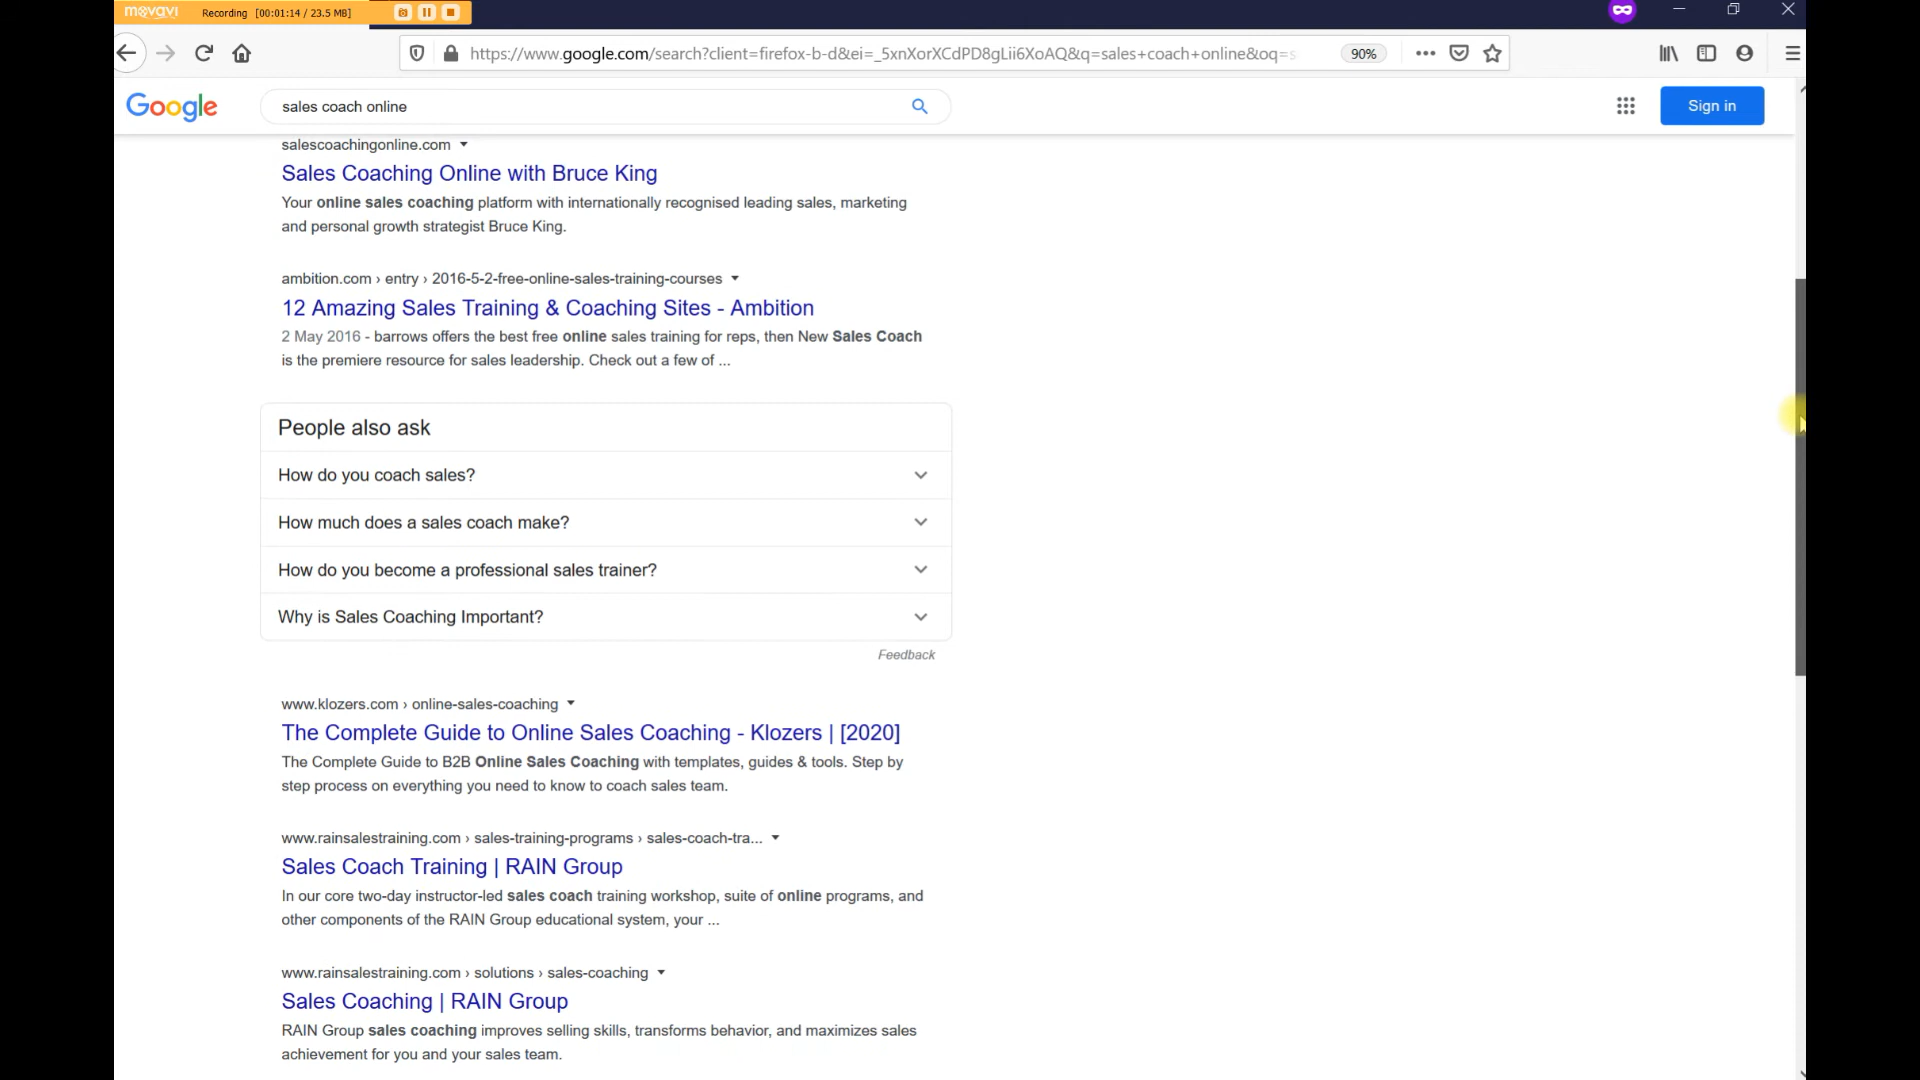 movavi Recording [00:01:14 / 23.5 MB]
https://www.google.com/search?client=firefox-b-d&ei=_5xnXorXCdPD8gLii6XoAQ&q=sales+coach+online&oq=s
90%
Google
sales coach online
Sign in
salescoachingonline.com
Sales Coaching Online with Bruce King
Your online sales coaching platform with internationally recognised leading sales, marketing
and personal growth strategist Bruce King.
ambition.com › entry › 2016-5-2-free-online-sales-training-courses
12 Amazing Sales Training & Coaching Sites - Ambition
2 May 2016 - barrows offers the best free online sales training for reps, then New Sales Coach
is the premiere resource for sales leadership. Check out a few of ...
People also ask
How do you coach sales?
How much does a sales coach make?
How do you become a professional sales trainer?
Why is Sales Coaching Important?
Feedback
www.klozers.com › online-sales-coaching
The Complete Guide to Online Sales Coaching - Klozers | [2020]
The Complete Guide to B2B Online Sales Coaching with templates, guides & tools. Step by
step process on everything you need to know to coach sales team.
www.rainsalestraining.com › sales-training-programs › sales-coach-tra...
Sales Coach Training | RAIN Group
In our core two-day instructor-led sales coach training workshop, suite of online programs, and
other components of the RAIN Group educational system, your ...
www.rainsalestraining.com › solutions › sales-coaching
Sales Coaching | RAIN Group
RAIN Group sales coaching improves selling skills, transforms behavior, and maximizes sales
achievement for you and your sales team.